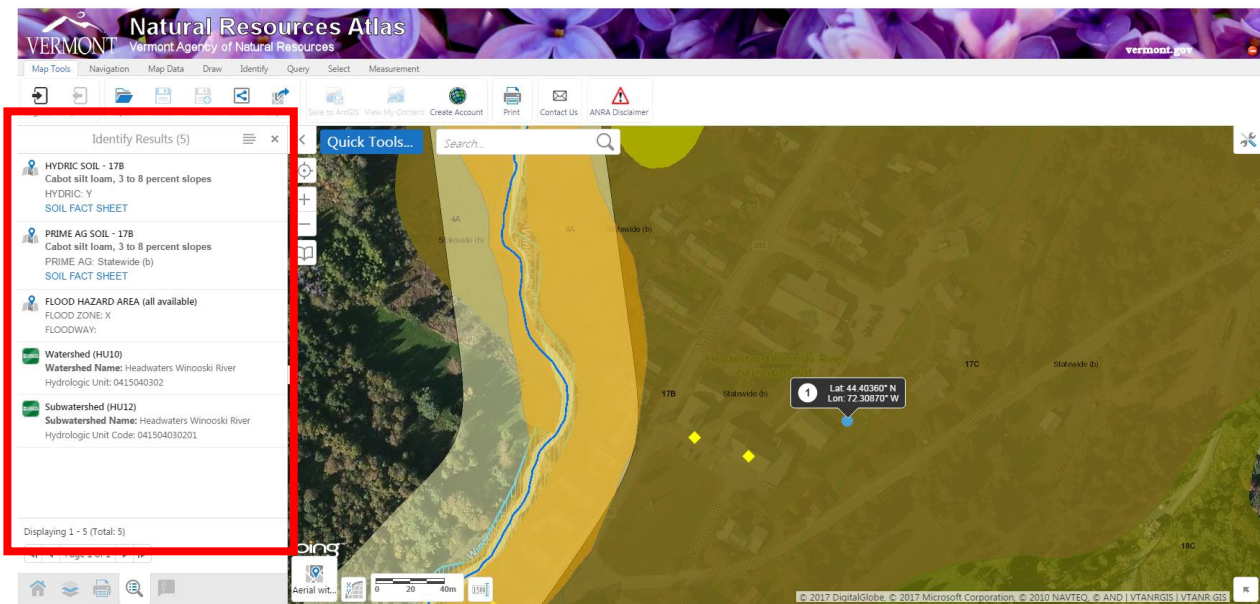 VERMONT
Natural Resources Atlas
Vermont Agency of Natural Resources
vermont.gov
Map Tools Navigation Map Data Draw Identify Query Select Measurement
Save to ArcGIS View My Content Create Account Print Contact Us ANRA Disclaimer
Identify Results (5)
HYDRIC SOIL - 17B
Cabot silt loam, 3 to 8 percent slopes
HYDRIC: Y
SOIL FACT SHEET
PRIME AG SOIL - 17B
Cabot silt loam, 3 to 8 percent slopes
PRIME AG: Statewide (b)
SOIL FACT SHEET
FLOOD HAZARD AREA (all available)
FLOOD ZONE: X
FLOODWAY:
Watershed (HU10)
Watershed Name: Headwaters Winooski River
Hydrologic Unit: 0415040302
Subwatershed (HU12)
Subwatershed Name: Headwaters Winooski River
Hydrologic Unit Code: 041504030201
Displaying 1 - 5 (Total: 5)
Page 1 of 1
Quick Tools...
Search...
4A
Statewide (b)
4A
Statewide (b)
Headwaters Winooski River
17C
Statewide (b)
17B
Statewide (b)
1
Lat: 44.40360° N
Lon: 72.30870° W
18C
bing
Aerial wit...
0 20 40m
© 2017 DigitalGlobe, © 2017 Microsoft Corporation, © 2010 NAVTEQ, © AND | VTANRGIS | VTANR GIS